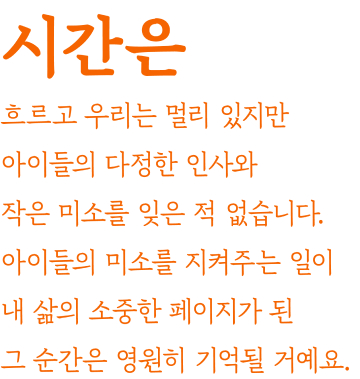 시간은
흐르고 우리는 멀리 있지만
아이들의 다정한 인사와
작은 미소를 잊은 적 없습니다.
아이들의 미소를 지켜주는 일이
내 삶의 소중한 페이지가 된
그 순간은 영원히 기억될 거예요.